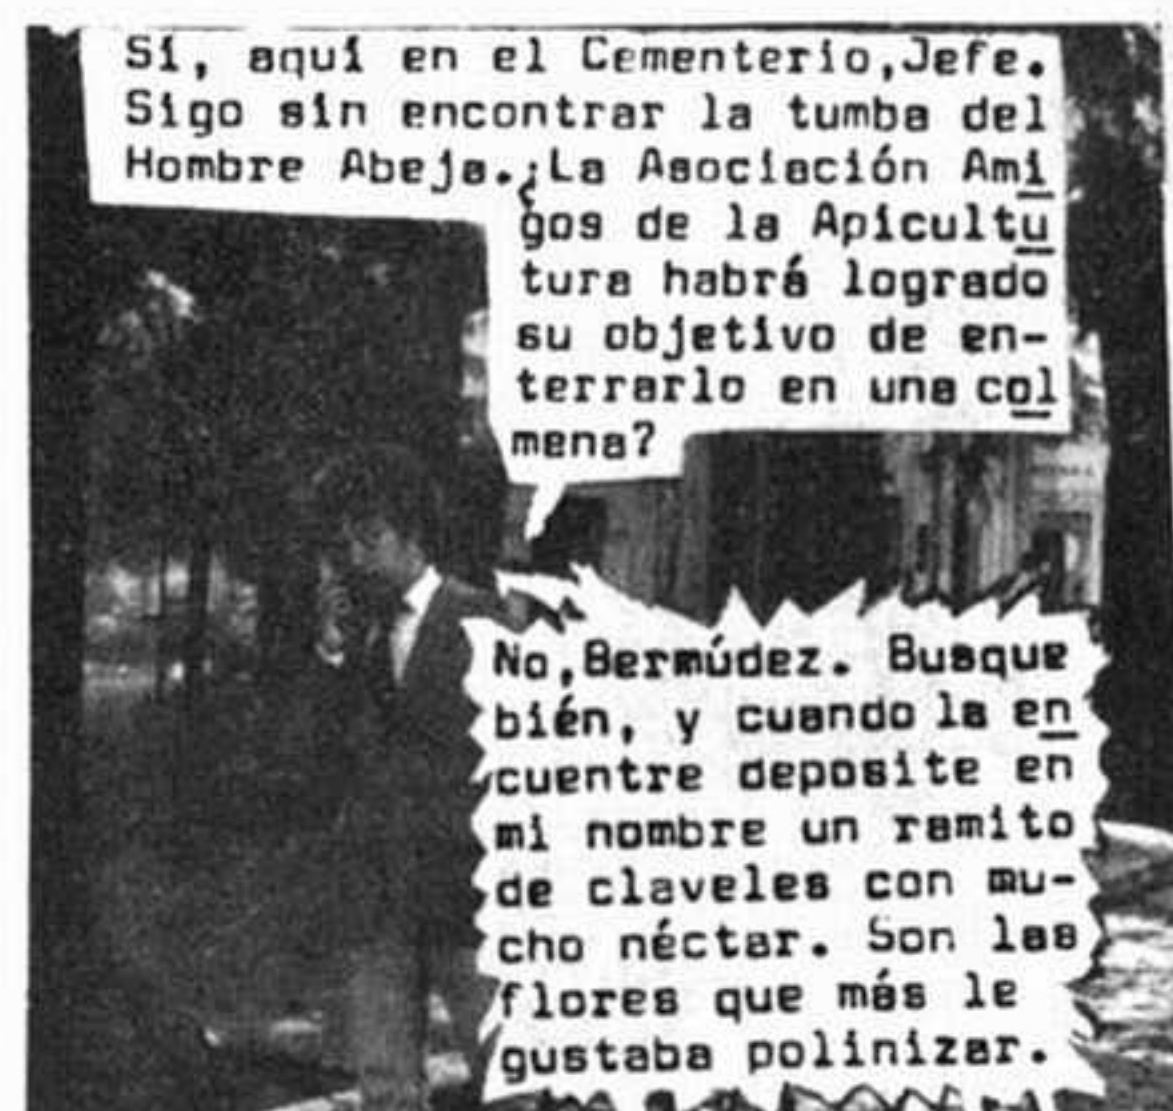 Sí, aquí en el Cementerio,Jefe.
Sigo sin encontrar la tumba del
Hombre Abeja.¿La Asociación Ami
gos de la Apicultu
tura habrá logrado
su objetivo de en-
terrarlo en una col
mena?
No,Bermúdez. Busque
bién, y cuando la en
cuentre deposite en
mi nombre un ramito
de claveles con mu-
cho néctar. Son las
flores que más le
gustaba polinizar.